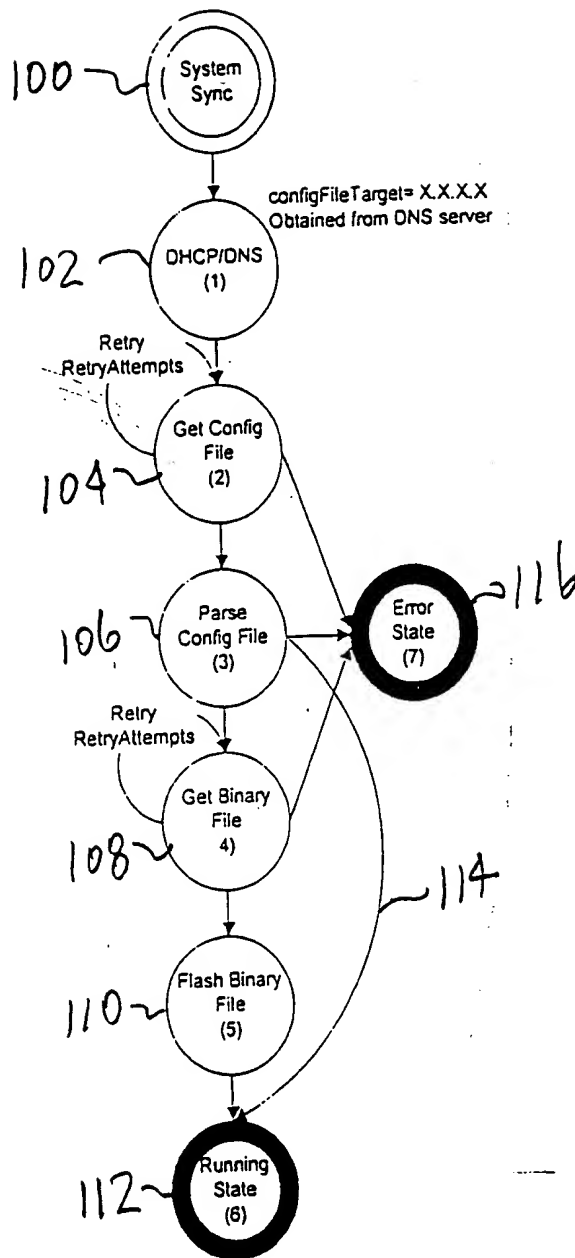 100
System
Sync
configFileTarget= X.X.X.X
Obtained from DNS server
102
DHCP/DNS
(1)
Retry
RetryAttempts
Get Config
File
(2)
104
116
Error
State
(7)
106
Parse
Config File
(3)
Retry
RetryAttempts
Get Binary
File
4)
108
114
Flash Binary
File
(5)
110
Running
State
(6)
112